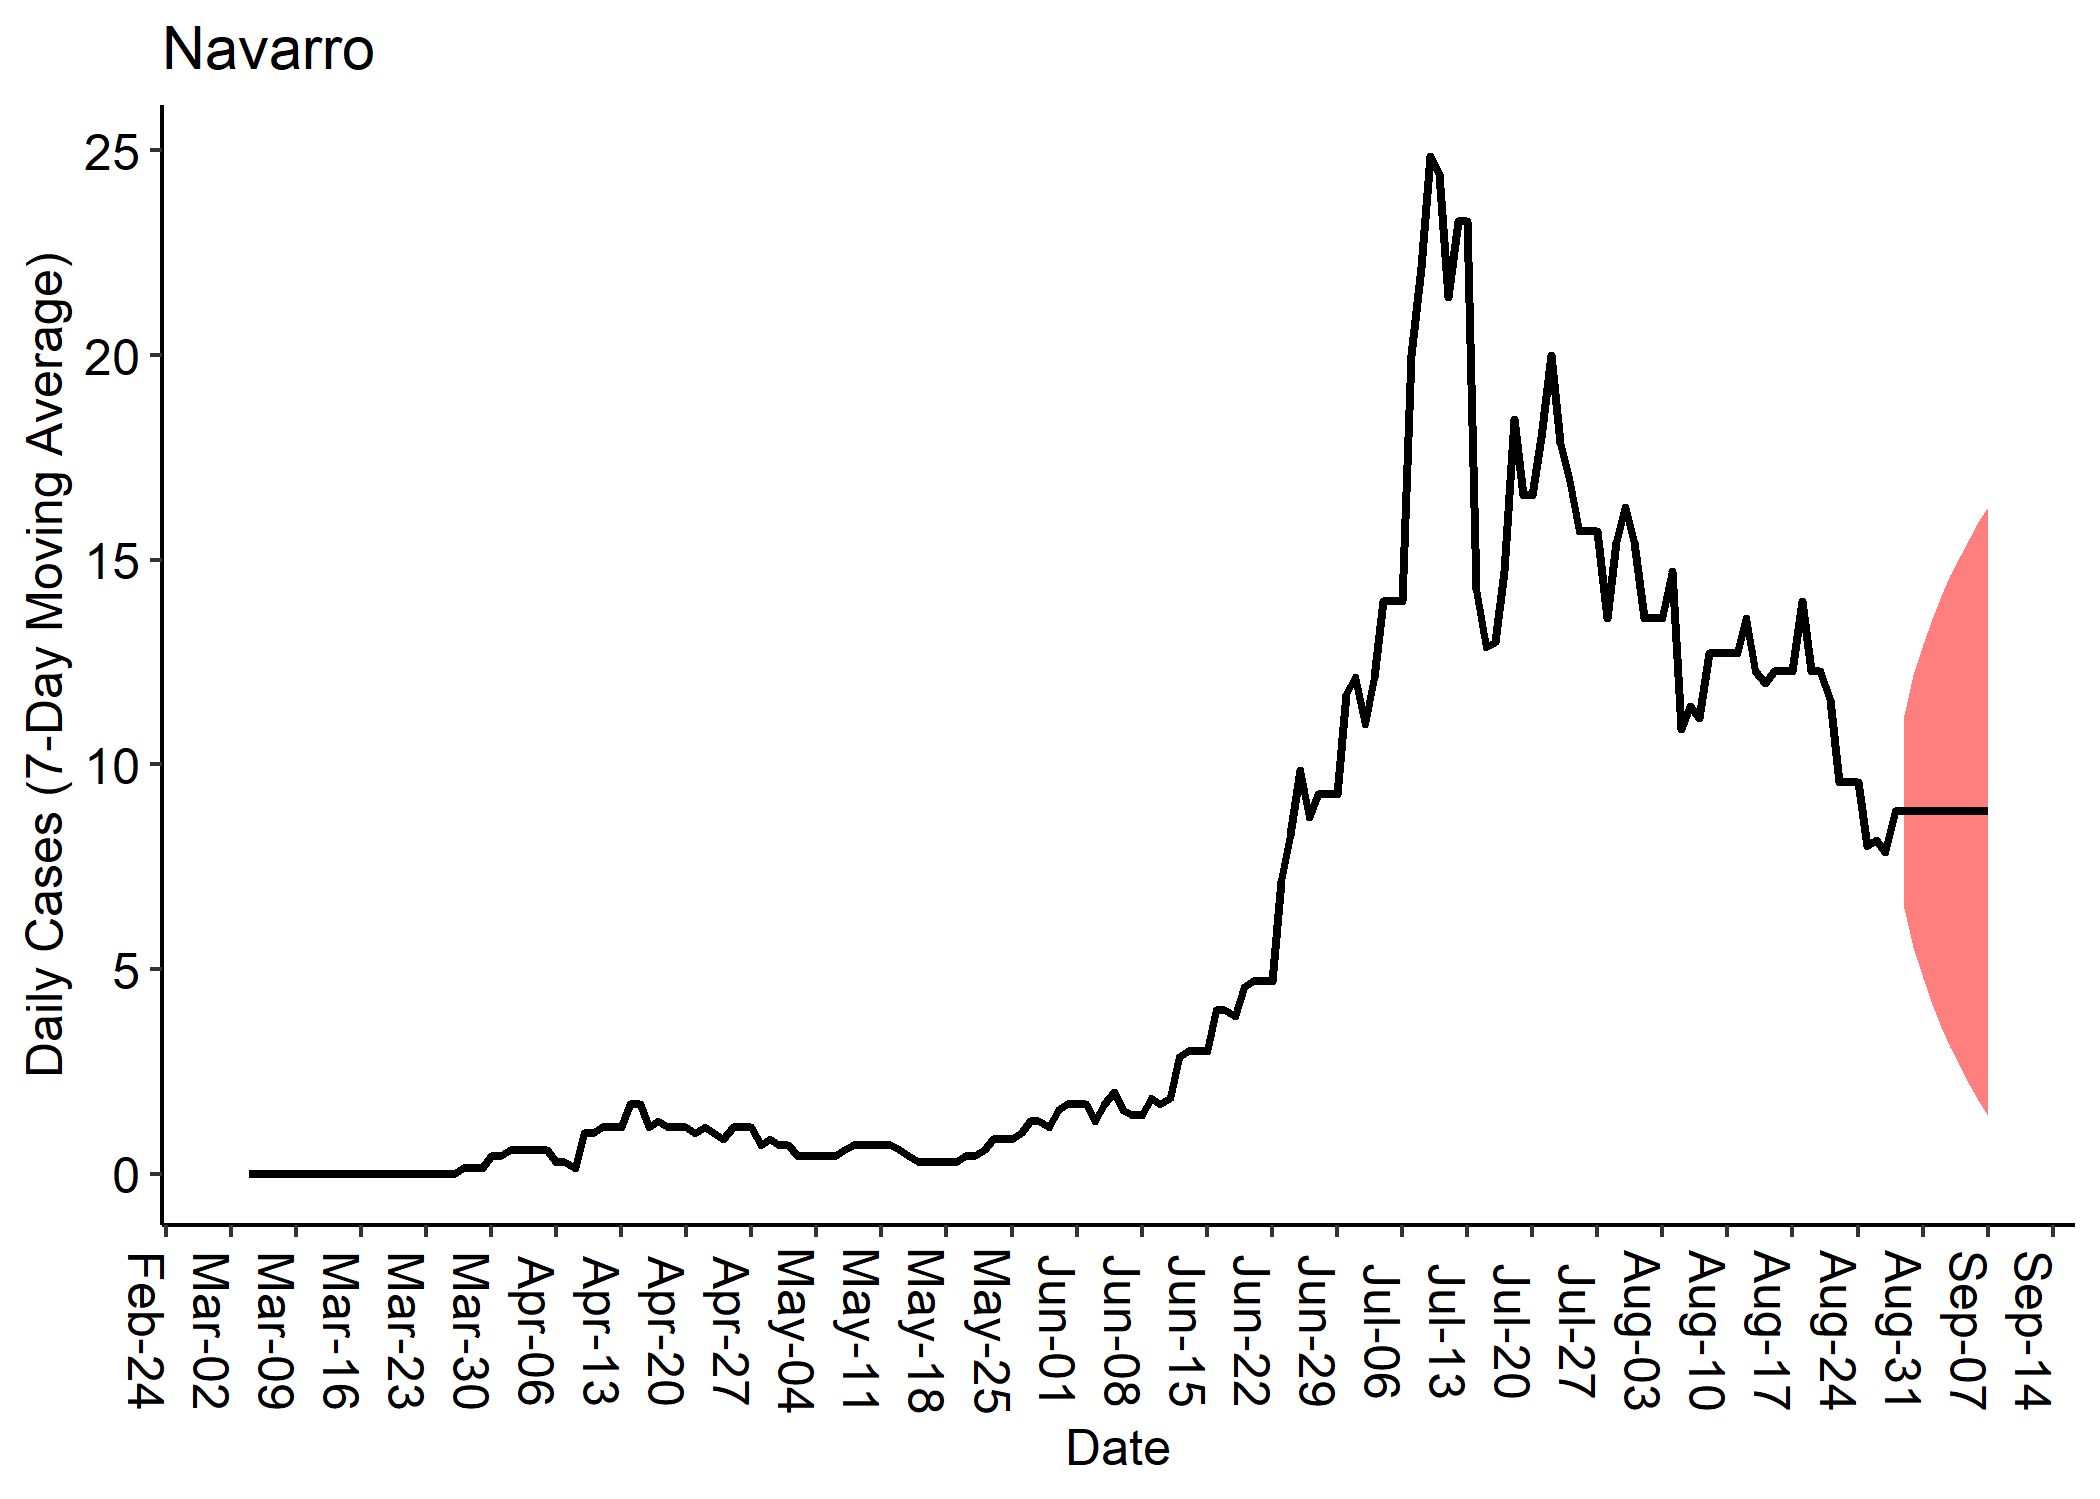 Navarro
Daily Cases (7-Day Moving Average)
25
20
15
10
5
0
Feb-24
Mar-02
Mar-09
Mar-16
Mar-23
Mar-30
Apr-06
Apr-13
Apr-20
Apr-27
May-04
May-11
May-18
May-25
Jun-01
Jun-08
Jun-15
Jun-22
Jun-29
Jul-06
Jul-13
Jul-20
Jul-27
Aug-03
Aug-10
Aug-17
Aug-24
Aug-31
Sep-07
Sep-14
Date